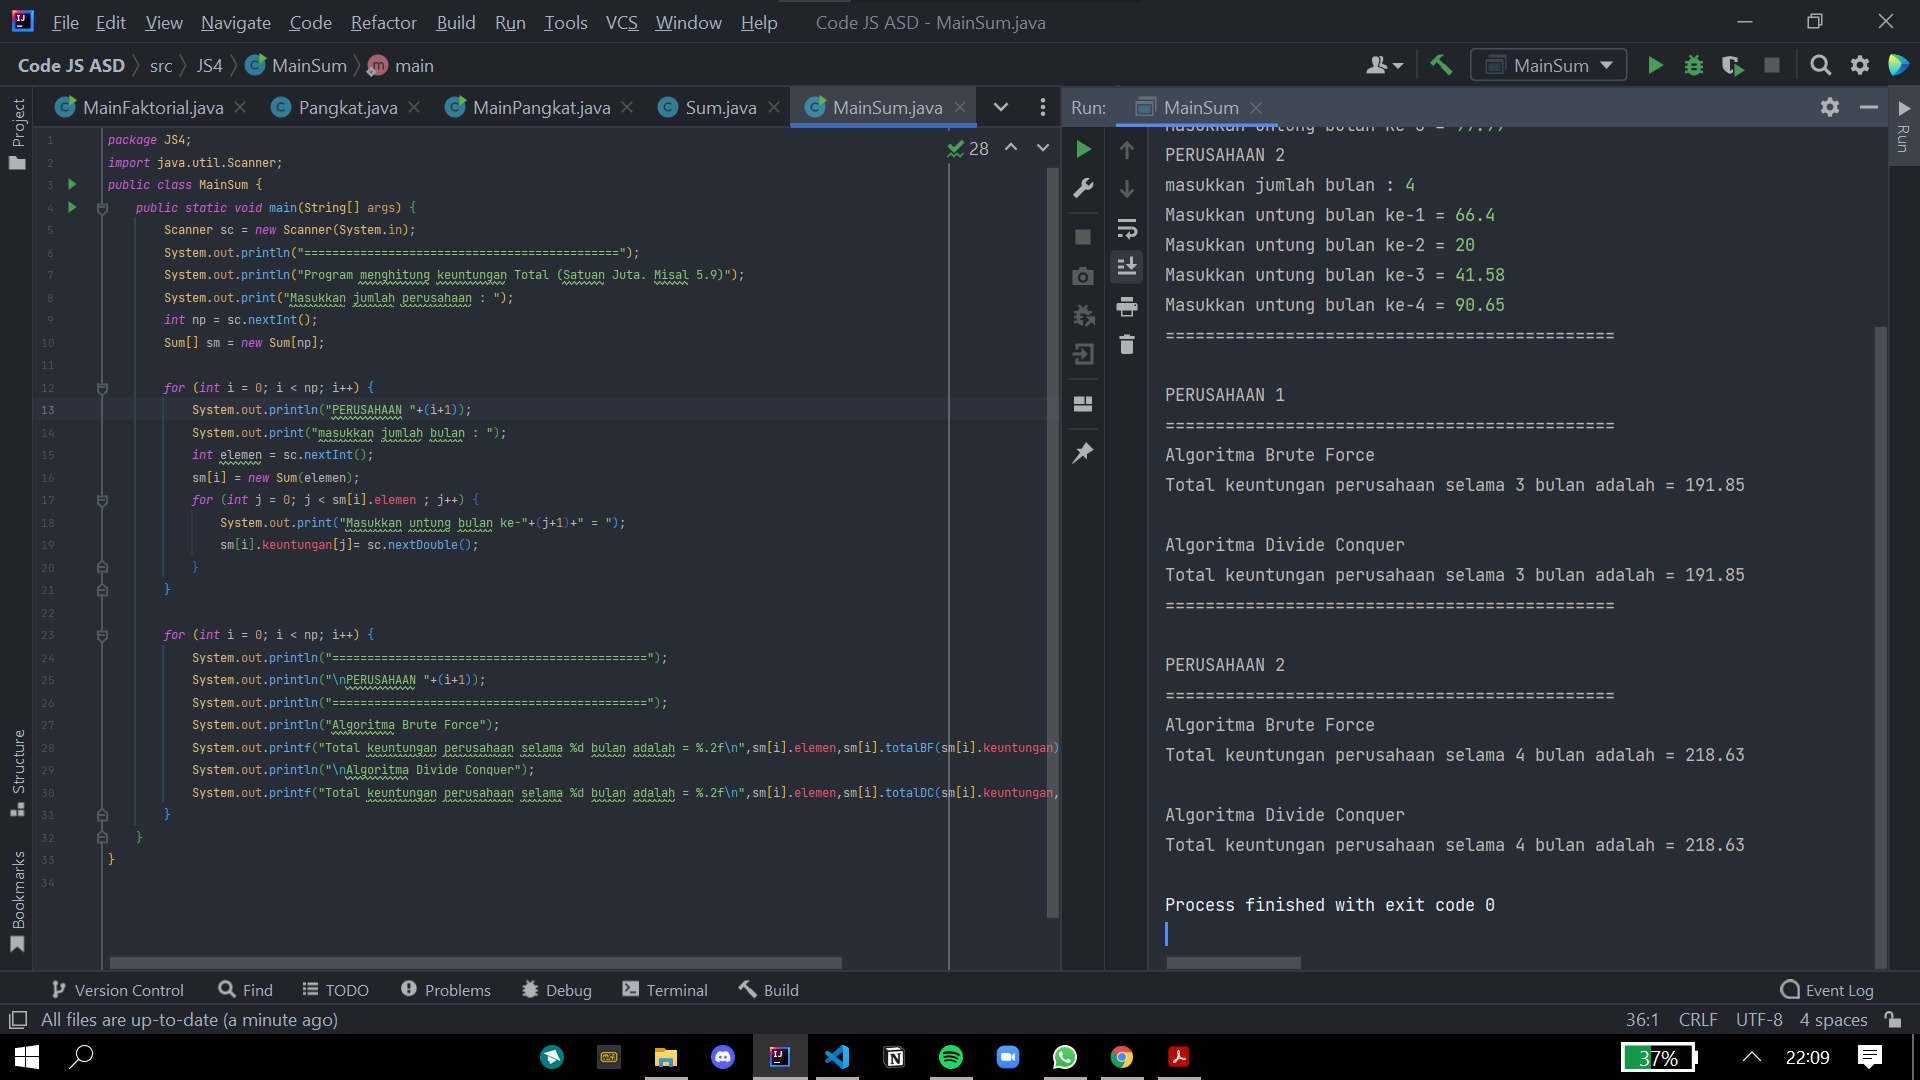 File Edit View Navigate Code Refactor Build Run Tools VCS Window Help Code JS ASD - MainSum.java
Code JS ASD src JS4 MainSum main MainSum
Project
MainFaktorial.java Pangkat.java MainPangkat.java Sum.java MainSum.java
28
1 package JS4;
2 import java.util.Scanner;
3 public class MainSum {
4 public static void main(String[] args) {
5 Scanner sc = new Scanner(System.in);
6 System.out.println("=============================================");
7 System.out.println("Program menghitung keuntungan Total (Satuan Juta. Misal 5.9)");
8 System.out.print("Masukkan jumlah perusahaan : ");
9 int np = sc.nextInt();
10 Sum[] sm = new Sum[np];
11
12 for (int i = 0; i < np; i++) {
13 System.out.println("PERUSAHAAN "+(i+1));
14 System.out.print("masukkan jumlah bulan : ");
15 int elemen = sc.nextInt();
16 sm[i] = new Sum(elemen);
17 for (int j = 0; j < sm[i].elemen ; j++) {
18 System.out.print("Masukkan untung bulan ke-"+(j+1)+" = ");
19 sm[i].keuntungan[j]= sc.nextDouble();
20 }
21 }
22
23 for (int i = 0; i < np; i++) {
24 System.out.println("=============================================");
25 System.out.println("\nPERUSAHAAN "+(i+1));
26 System.out.println("=============================================");
27 System.out.println("Algoritma Brute Force");
28 System.out.printf("Total keuntungan perusahaan selama %d bulan adalah = %.2f\n",sm[i].elemen,sm[i].totalBF(sm[i].keuntungan)
29 System.out.println("\nAlgoritma Divide Conquer");
30 System.out.printf("Total keuntungan perusahaan selama %d bulan adalah = %.2f\n",sm[i].elemen,sm[i].totalDC(sm[i].keuntungan,
31 }
32 }
33 }
34
Structure
Bookmarks
Run: MainSum
Run
PERUSAHAAN 2
masukkan jumlah bulan : 4
Masukkan untung bulan ke-1 = 66.4
Masukkan untung bulan ke-2 = 20
Masukkan untung bulan ke-3 = 41.58
Masukkan untung bulan ke-4 = 90.65
=============================================
PERUSAHAAN 1
=============================================
Algoritma Brute Force
Total keuntungan perusahaan selama 3 bulan adalah = 191.85
Algoritma Divide Conquer
Total keuntungan perusahaan selama 3 bulan adalah = 191.85
=============================================
PERUSAHAAN 2
=============================================
Algoritma Brute Force
Total keuntungan perusahaan selama 4 bulan adalah = 218.63
Algoritma Divide Conquer
Total keuntungan perusahaan selama 4 bulan adalah = 218.63
Process finished with exit code 0
Version Control Find TODO Problems Debug Terminal Build Event Log
All files are up-to-date (a minute ago) 36:1 CRLF UTF-8 4 spaces
37% 22:09